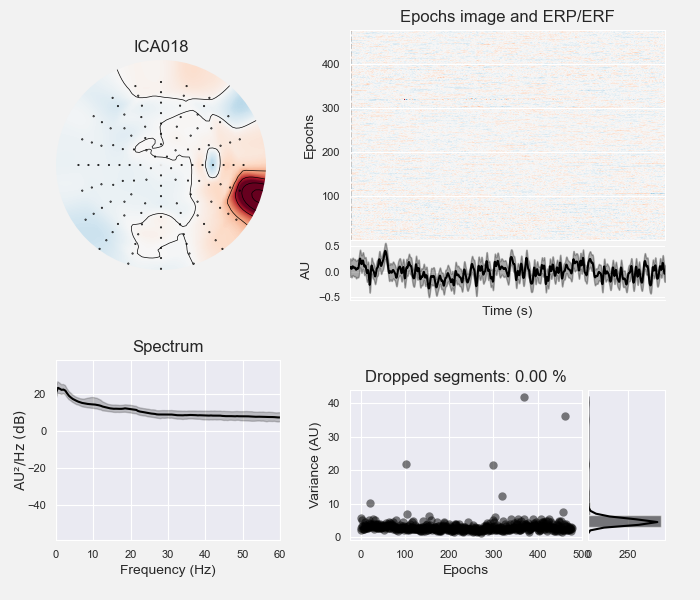 ICA018
Epochs image and ERP/ERF
Epochs
400
300
200
100
AU
0.5
0.0
−0.5
Time (s)
Spectrum
AU²/Hz (dB)
20
0
−20
−40
0 10 20 30 40 50 60
Frequency (Hz)
Dropped segments: 0.00 %
Variance (AU)
40
30
20
10
0
0 100 200 300 400 500
Epochs
0 250